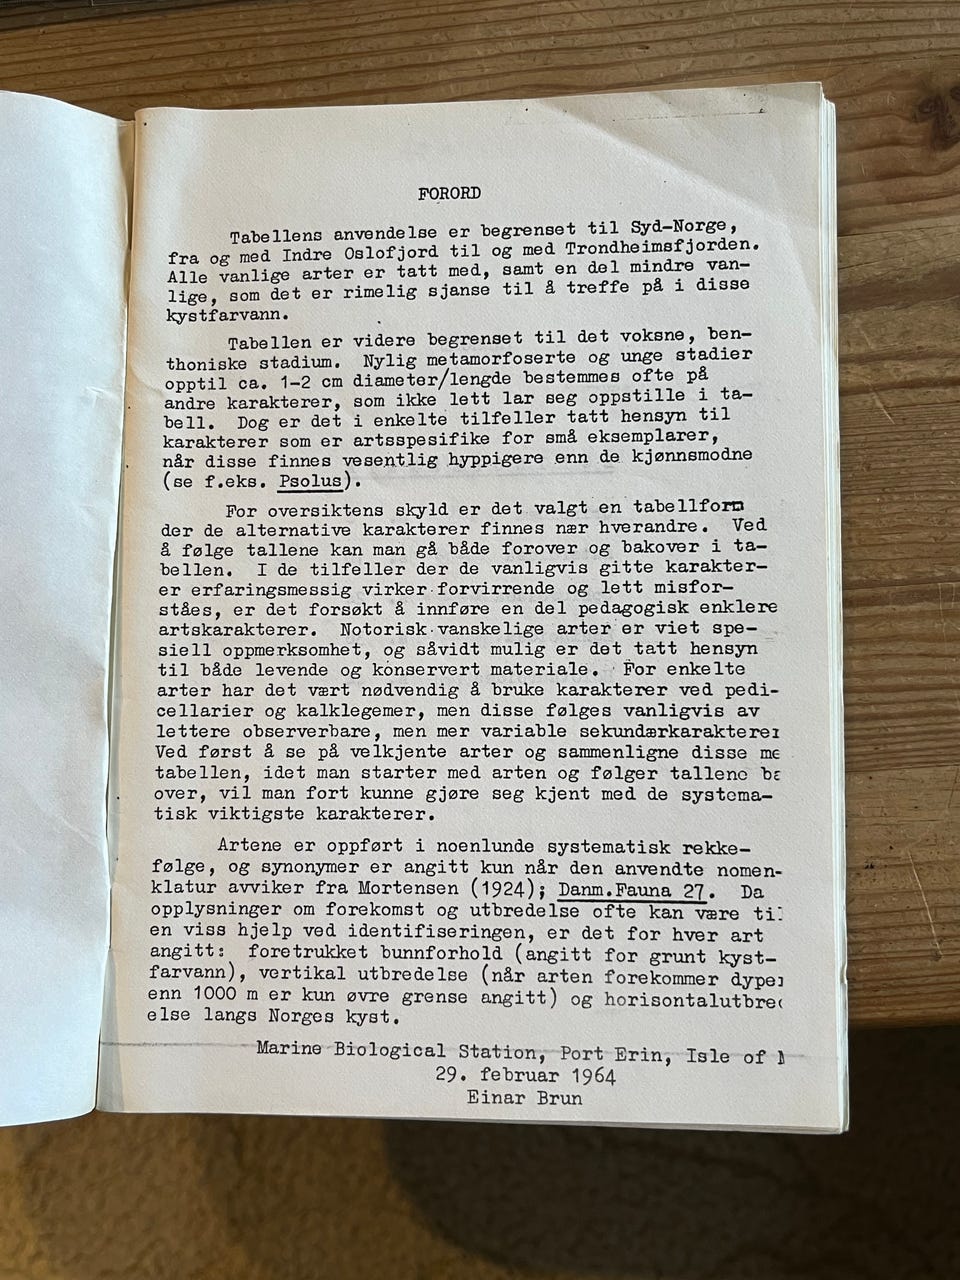 FORORD
Tabellens anvendelse er begrenset til Syd-Norge,
fra og med Indre Oslofjord til og med Trondheimsfjorden.
Alle vanlige arter er tatt med, samt en del mindre van-
lige, som det er rimelig sjanse til å treffe på i disse
kystfarvann.
Tabellen er videre begrenset til det voksne, ben-
thoniske stadium. Nylig metamorfoserte og unge stadier
opptil ca. 1-2 cm diameter/lengde bestemmes ofte på
andre karakterer, som ikke lett lar seg oppstille i ta-
bell. Dog er det i enkelte tilfeller tatt hensyn til
karakterer som er artsspesifike for små eksemplarer,
når disse finnes vesentlig hyppigere enn de kjønnsmodne
(se f.eks. Psolus).
For oversiktens skyld er det valgt en tabellform
der de alternative karakterer finnes nær hverandre. Ved
å følge tallene kan man gå både forover og bakover i ta-
bellen. I de tilfeller der de vanligvis gitte karakter-
er erfaringsmessig virker forvirrende og lett misfor-
ståes, er det forsøkt å innføre en del pedagogisk enklere
artskarakterer. Notorisk vanskelige arter er viet spe-
siell oppmerksomhet, og såvidt mulig er det tatt hensyn
til både levende og konservert materiale. For enkelte
arter har det vært nødvendig å bruke karakterer ved pedi-
cellarier og kalklegemer, men disse følges vanligvis av
lettere observerbare, men mer variable sekundærkarakterer
Ved først å se på velkjente arter og sammenligne disse me
tabellen, idet man starter med arten og følger tallene ba
over, vil man fort kunne gjøre seg kjent med de systema-
tisk viktigste karakterer.
Artene er oppført i noenlunde systematisk rekke-
følge, og synonymer er angitt kun når den anvendte nomen-
klatur avviker fra Mortensen (1924); Danm.Fauna 27. Da
opplysninger om forekomst og utbredelse ofte kan være til
en viss hjelp ved identifiseringen, er det for hver art
angitt: foretrukket bunnforhold (angitt for grunt kyst-
farvann), vertikal utbredelse (når arten forekommer dyper
enn 1000 m er kun øvre grense angitt) og horisontalutbred
else langs Norges kyst.
Marine Biological Station, Port Erin, Isle of
29. februar 1964
Einar Brun